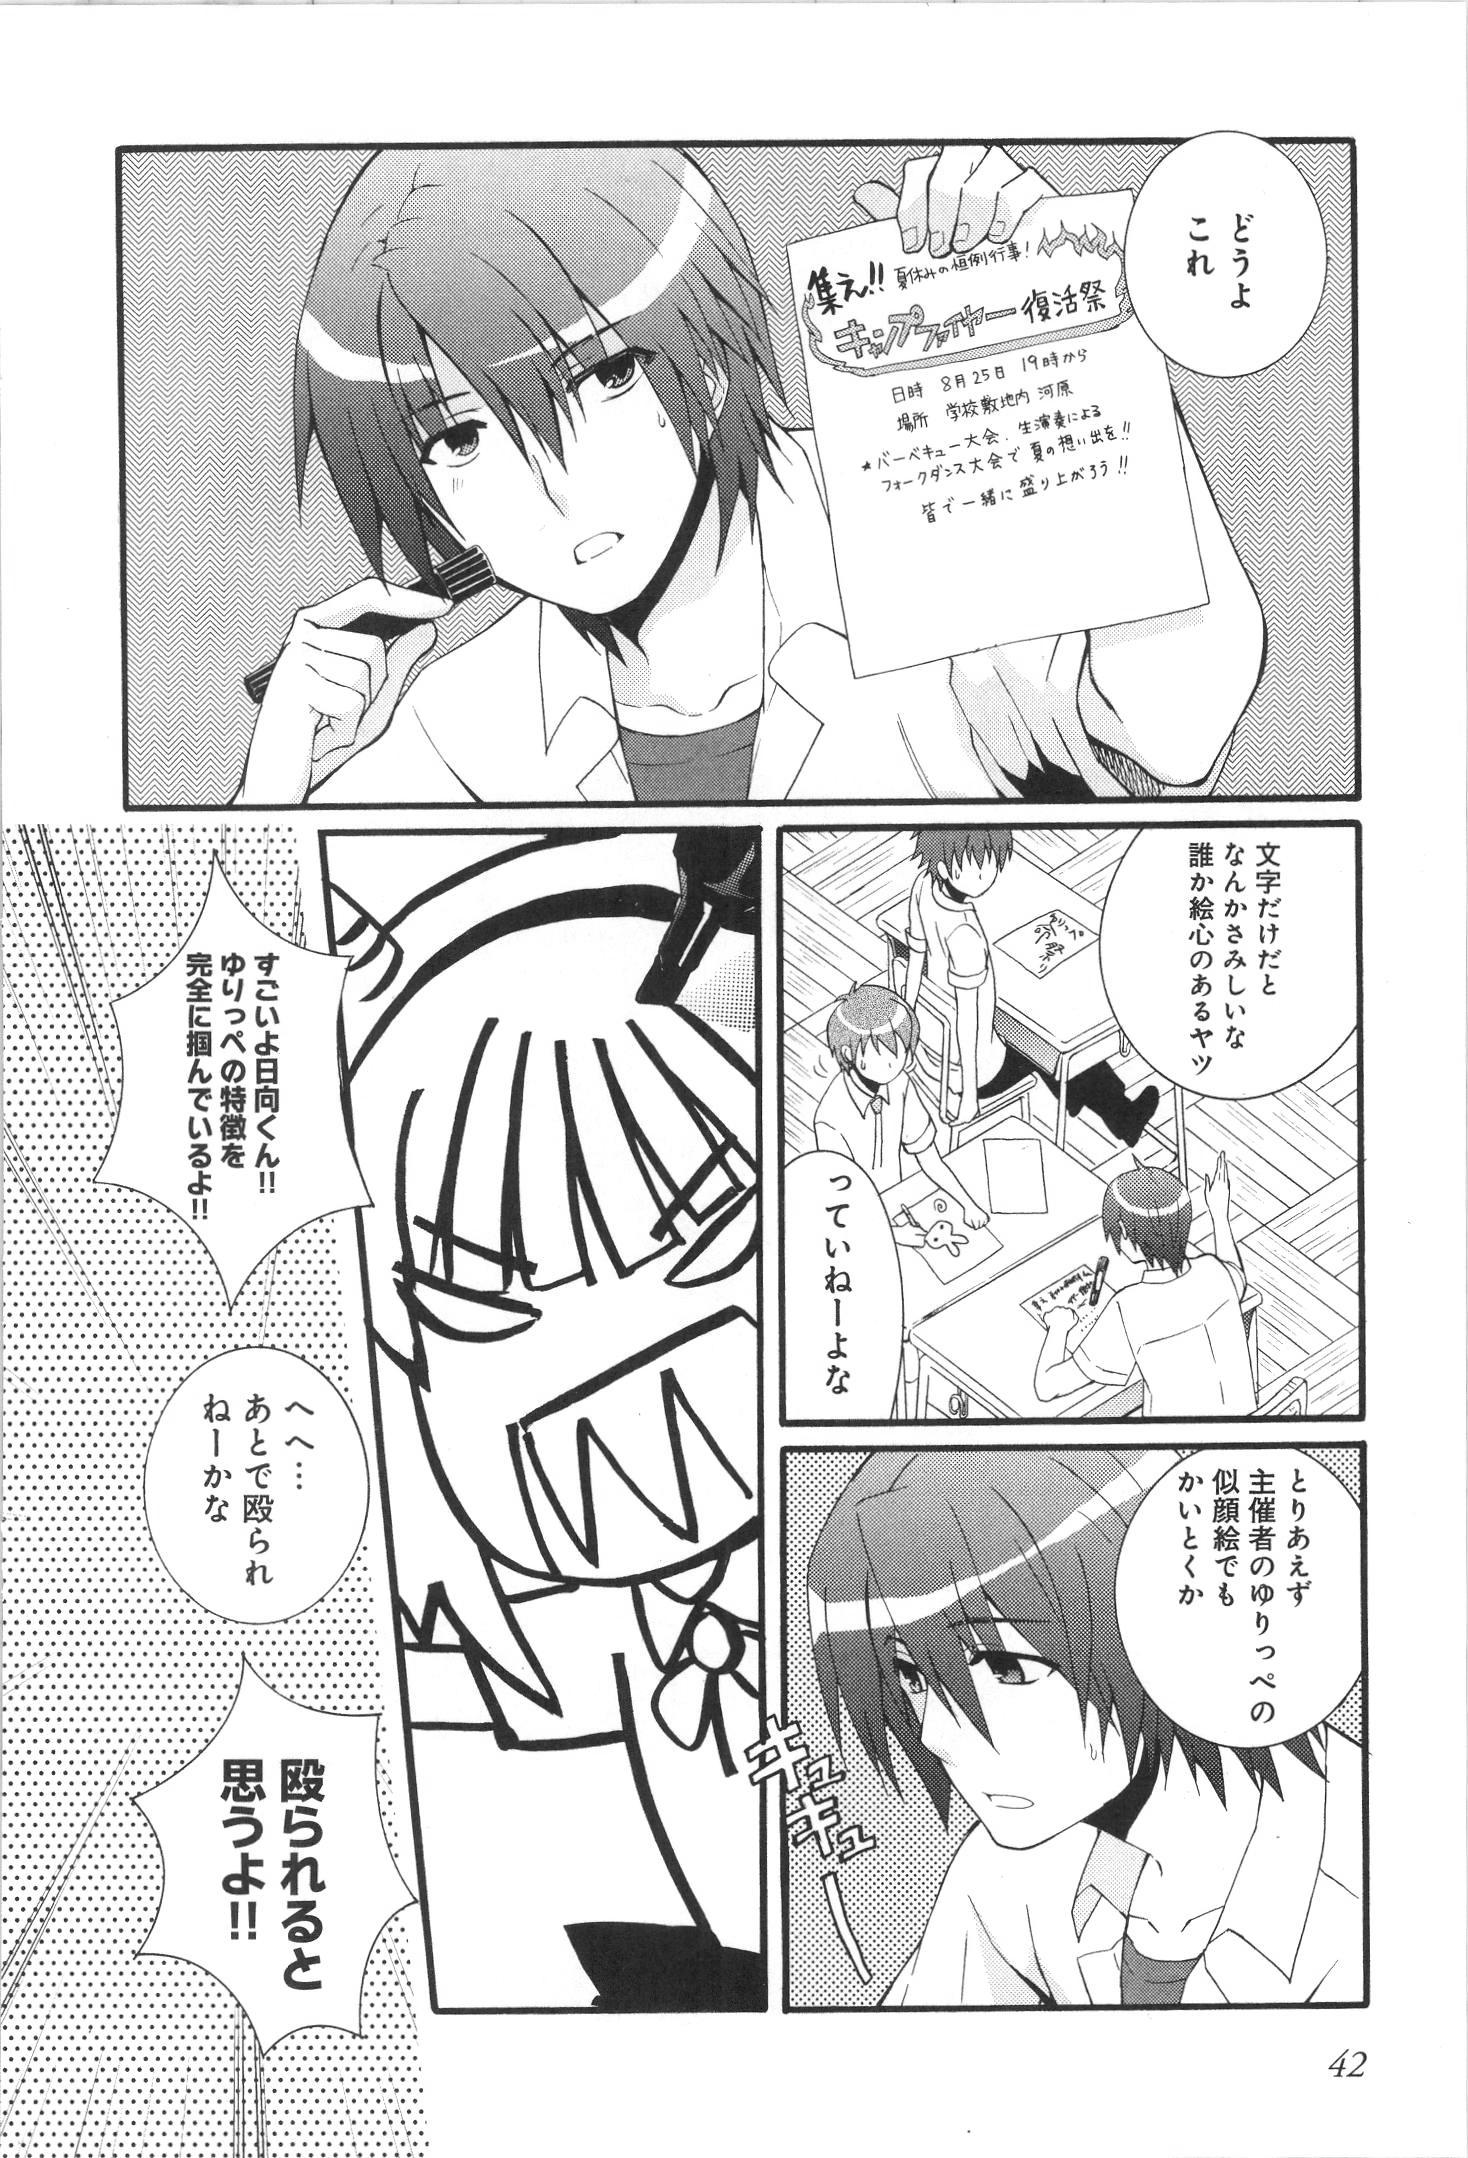 どうよ
これ
集え!!
夏休みの恒例行事!
キャンプファイヤー復活祭
日時 8月25日 19時から
場所 学校敷地内 河原
★バーベキュー大会、生演奏による
フォークダンス大会で夏の想い出を!!
皆で一緒に盛り上がろう!!
文字だけだと
なんかさみしいな
誰か絵心のあるヤツ
っていねーよな
とりあえず
主催者のゆりっぺの
似顔絵でも
かいとくか
キュ
キュ
すごいよ日向くん!!
ゆりっぺの特徴を
完全に掴んでいるよ!!
へへ…
あとで殴られ
ねーかな
殴られると
思うよ!!
42